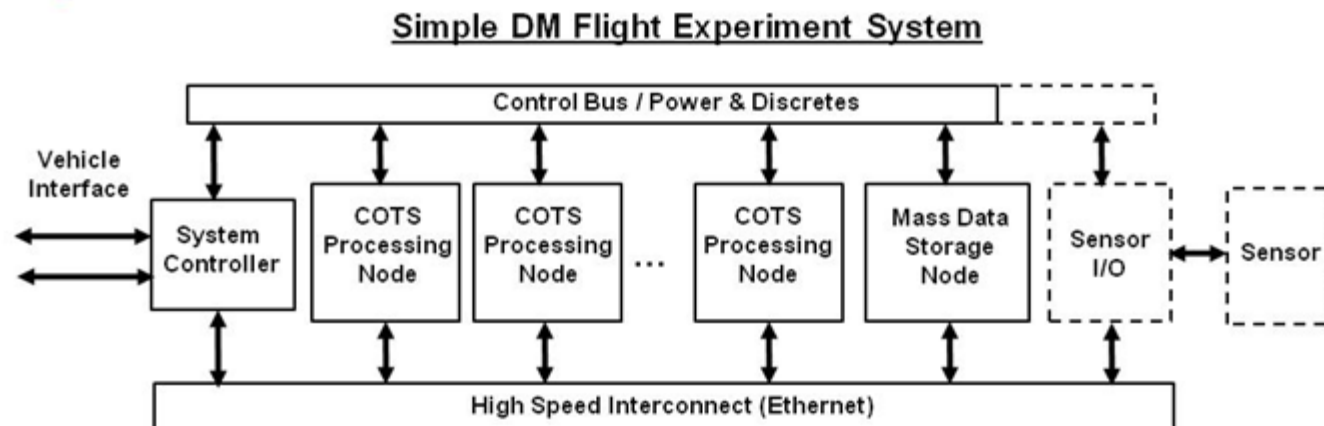 Simple DM Flight Experiment System
Control Bus / Power & Discretes
Vehicle
Interface
System
Controller
COTS
Processing
Node
COTS
Processing
Node
...
COTS
Processing
Node
Mass Data
Storage
Node
Sensor
I/O
Sensor
High Speed Interconnect (Ethernet)